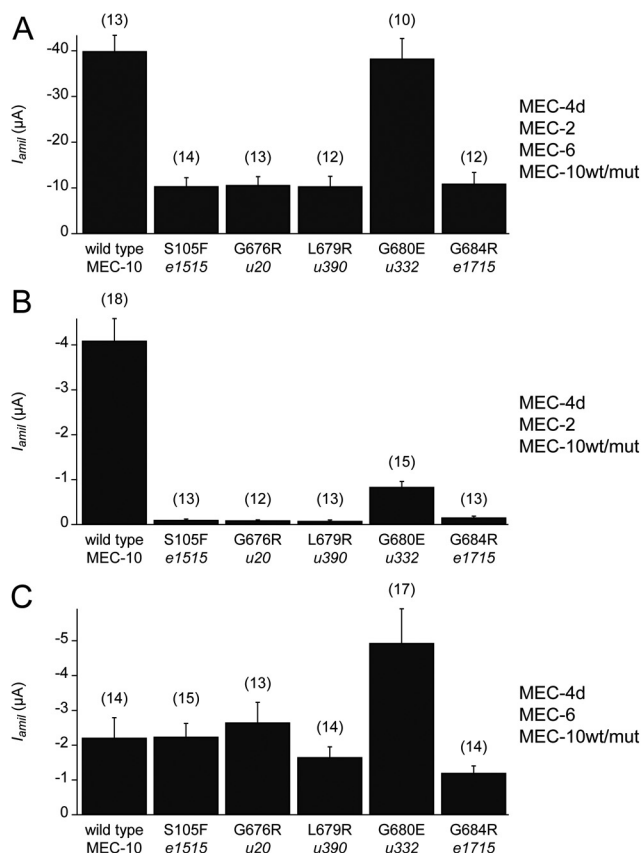 A
(13)
(10)
-40
-30
(14)
(13)
(12)
(12)
-20
-10
0
I_amil (µA)
wild type S105F G676R L679R G680E G684R
MEC-10 e1515 u20 u390 u332 e1715
MEC-4d
MEC-2
MEC-6
MEC-10wt/mut
B
(18)
-4
-3
-2
(15)
-1
(13)
(12)
(13)
(13)
0
I_amil (µA)
wild type S105F G676R L679R G680E G684R
MEC-10 e1515 u20 u390 u332 e1715
MEC-4d
MEC-2
MEC-10wt/mut
C
(17)
-5
-4
(14)
(15)
(13)
(14)
(14)
-3
-2
-1
0
I_amil (µA)
wild type S105F G676R L679R G680E G684R
MEC-10 e1515 u20 u390 u332 e1715
MEC-4d
MEC-6
MEC-10wt/mut